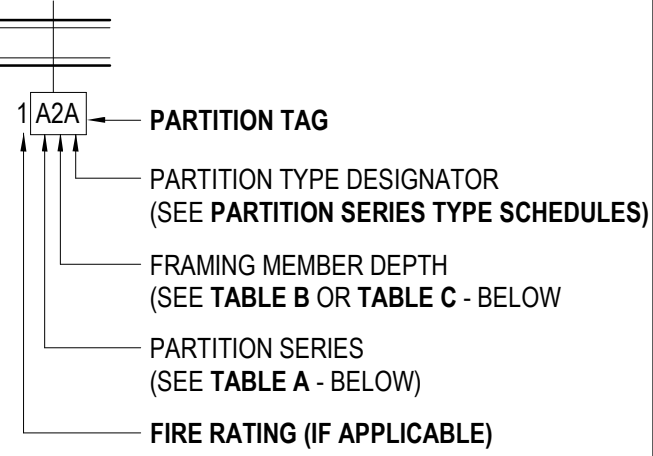 1 A2A PARTITION TAG
PARTITION TYPE DESIGNATOR
(SEE PARTITION SERIES TYPE SCHEDULES)
FRAMING MEMBER DEPTH
(SEE TABLE B OR TABLE C - BELOW
PARTITION SERIES
(SEE TABLE A - BELOW)
FIRE RATING (IF APPLICABLE)